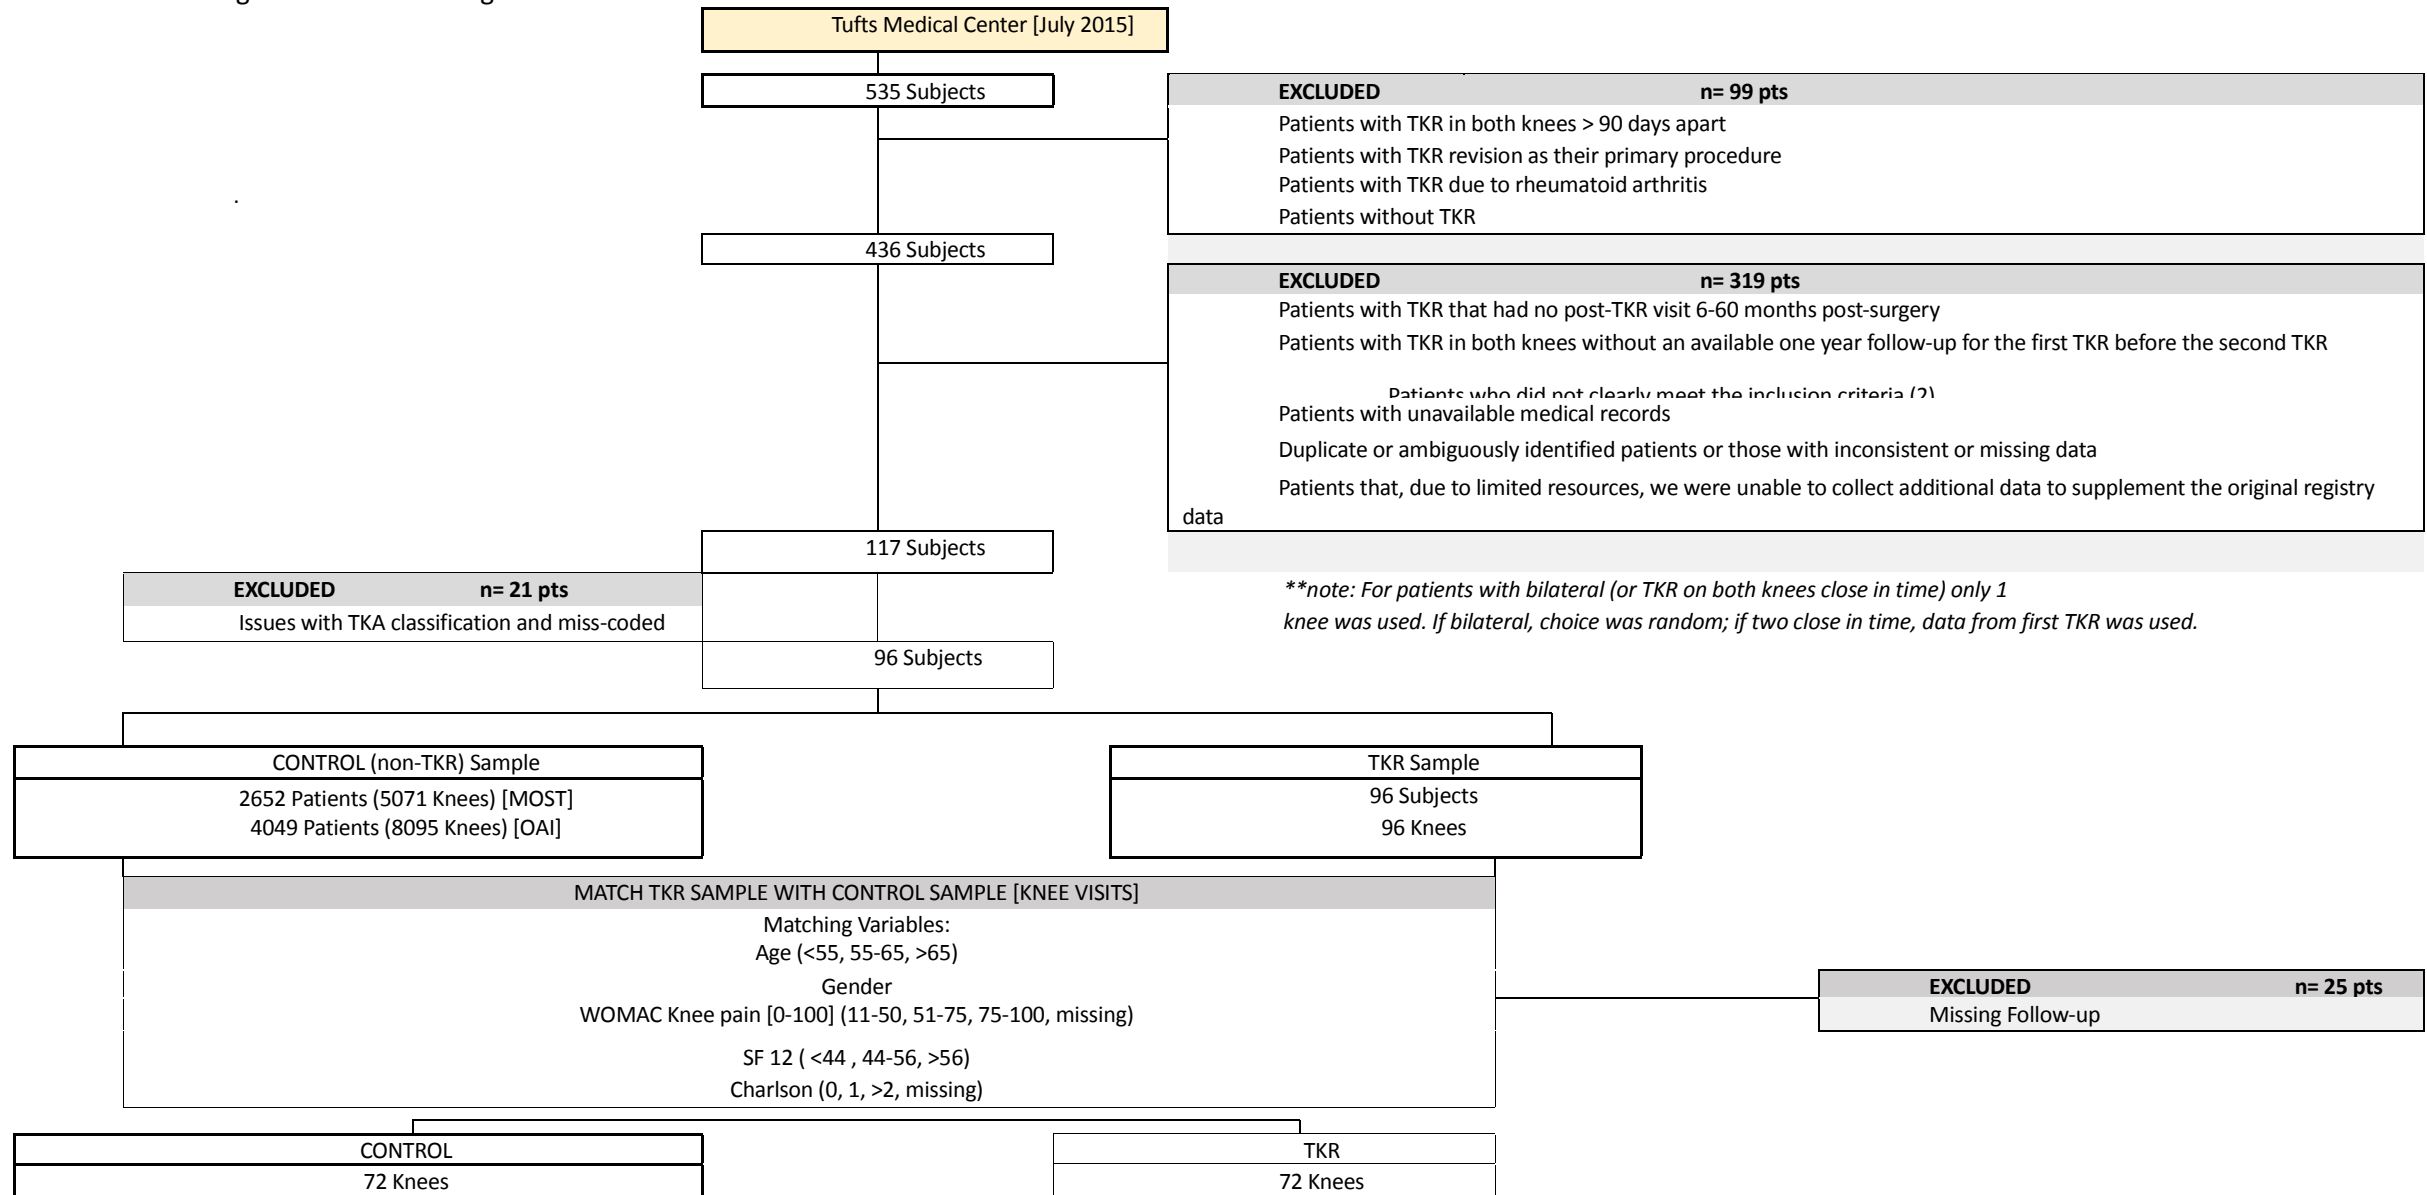 Tufts Medical Center [July 2015]
535 Subjects
EXCLUDED n= 99 pts
Patients with TKR in both knees > 90 days apart
Patients with TKR revision as their primary procedure
Patients with TKR due to rheumatoid arthritis
.
Patients without TKR
436 Subjects
EXCLUDED n= 319 pts
Patients with TKR that had no post-TKR visit 6-60 months post-surgery
Patients with TKR in both knees without an available one year follow-up for the first TKR before the second TKR
Patients who did not clearly meet the inclusion criteria (2)
Patients with unavailable medical records
Duplicate or ambiguously identified patients or those with inconsistent or missing data
Patients that, due to limited resources, we were unable to collect additional data to supplement the original registry
data
117 Subjects
EXCLUDED n= 21 pts
Issues with TKA classification and miss-coded
**note: For patients with bilateral (or TKR on both knees close in time) only 1
knee was used. If bilateral, choice was random; if two close in time, data from first TKR was used.
96 Subjects
CONTROL (non-TKR) Sample
2652 Patients (5071 Knees) [MOST]
4049 Patients (8095 Knees) [OAI]
TKR Sample
96 Subjects
96 Knees
MATCH TKR SAMPLE WITH CONTROL SAMPLE [KNEE VISITS]
Matching Variables:
Age (<55, 55-65, >65)
Gender
WOMAC Knee pain [0-100] (11-50, 51-75, 75-100, missing)
SF 12 ( <44 , 44-56, >56)
Charlson (0, 1, >2, missing)
EXCLUDED n= 25 pts
Missing Follow-up
CONTROL
72 Knees
TKR
72 Knees